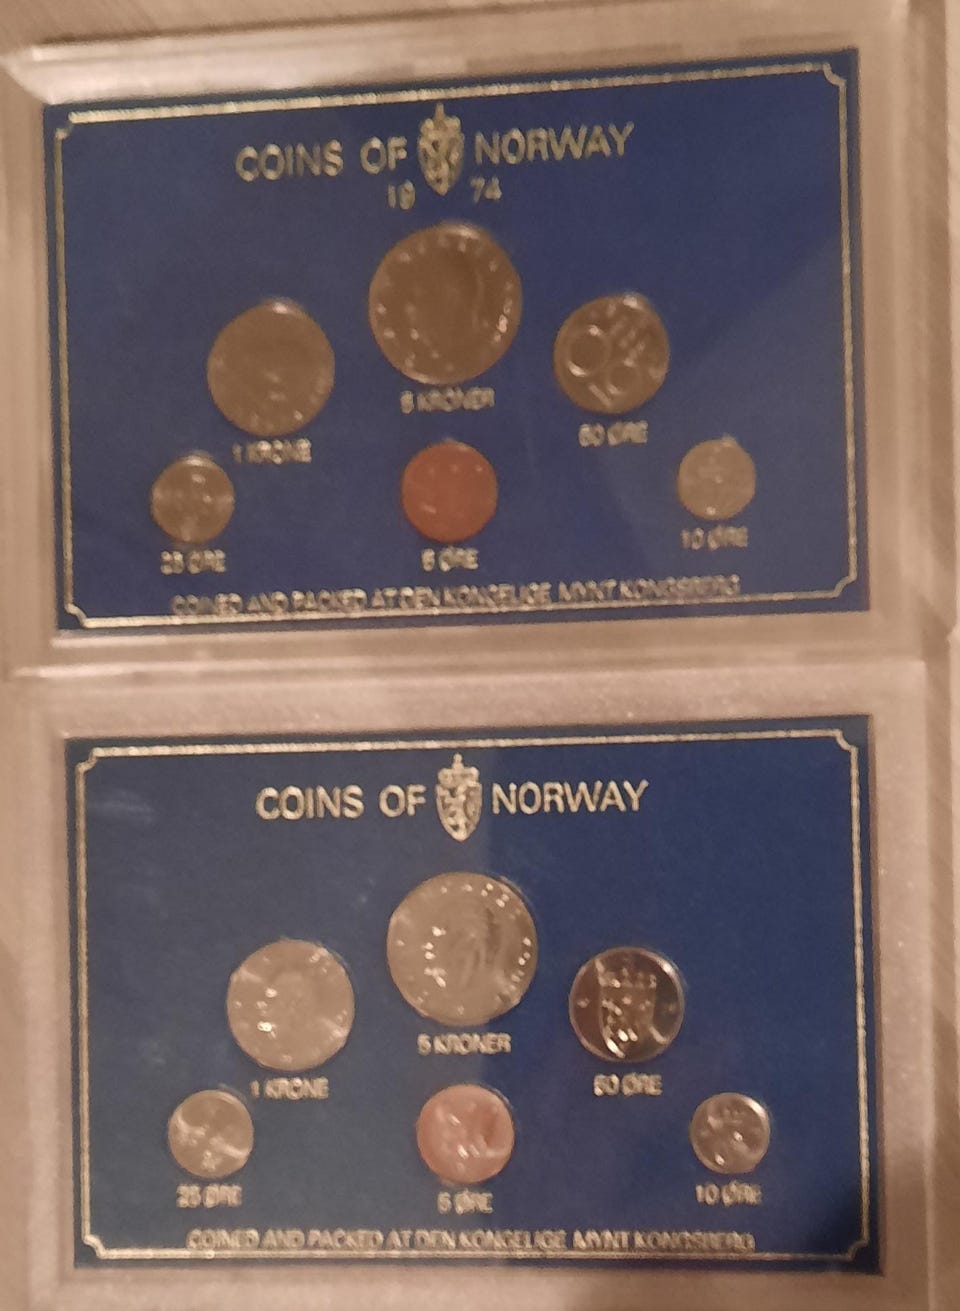 COINS OF NORWAY
19 74
5 KRONER
1 KRONE
50 ØRE
25 ØRE
5 ØRE
10 ØRE
COINED AND PACKED AT DEN KONGELIGE MYNT KONGSBERG
COINS OF NORWAY
5 KRONER
1 KRONE
50 ØRE
25 ØRE
5 ØRE
10 ØRE
COINED AND PACKED AT DEN KONGELIGE MYNT KONGSBERG